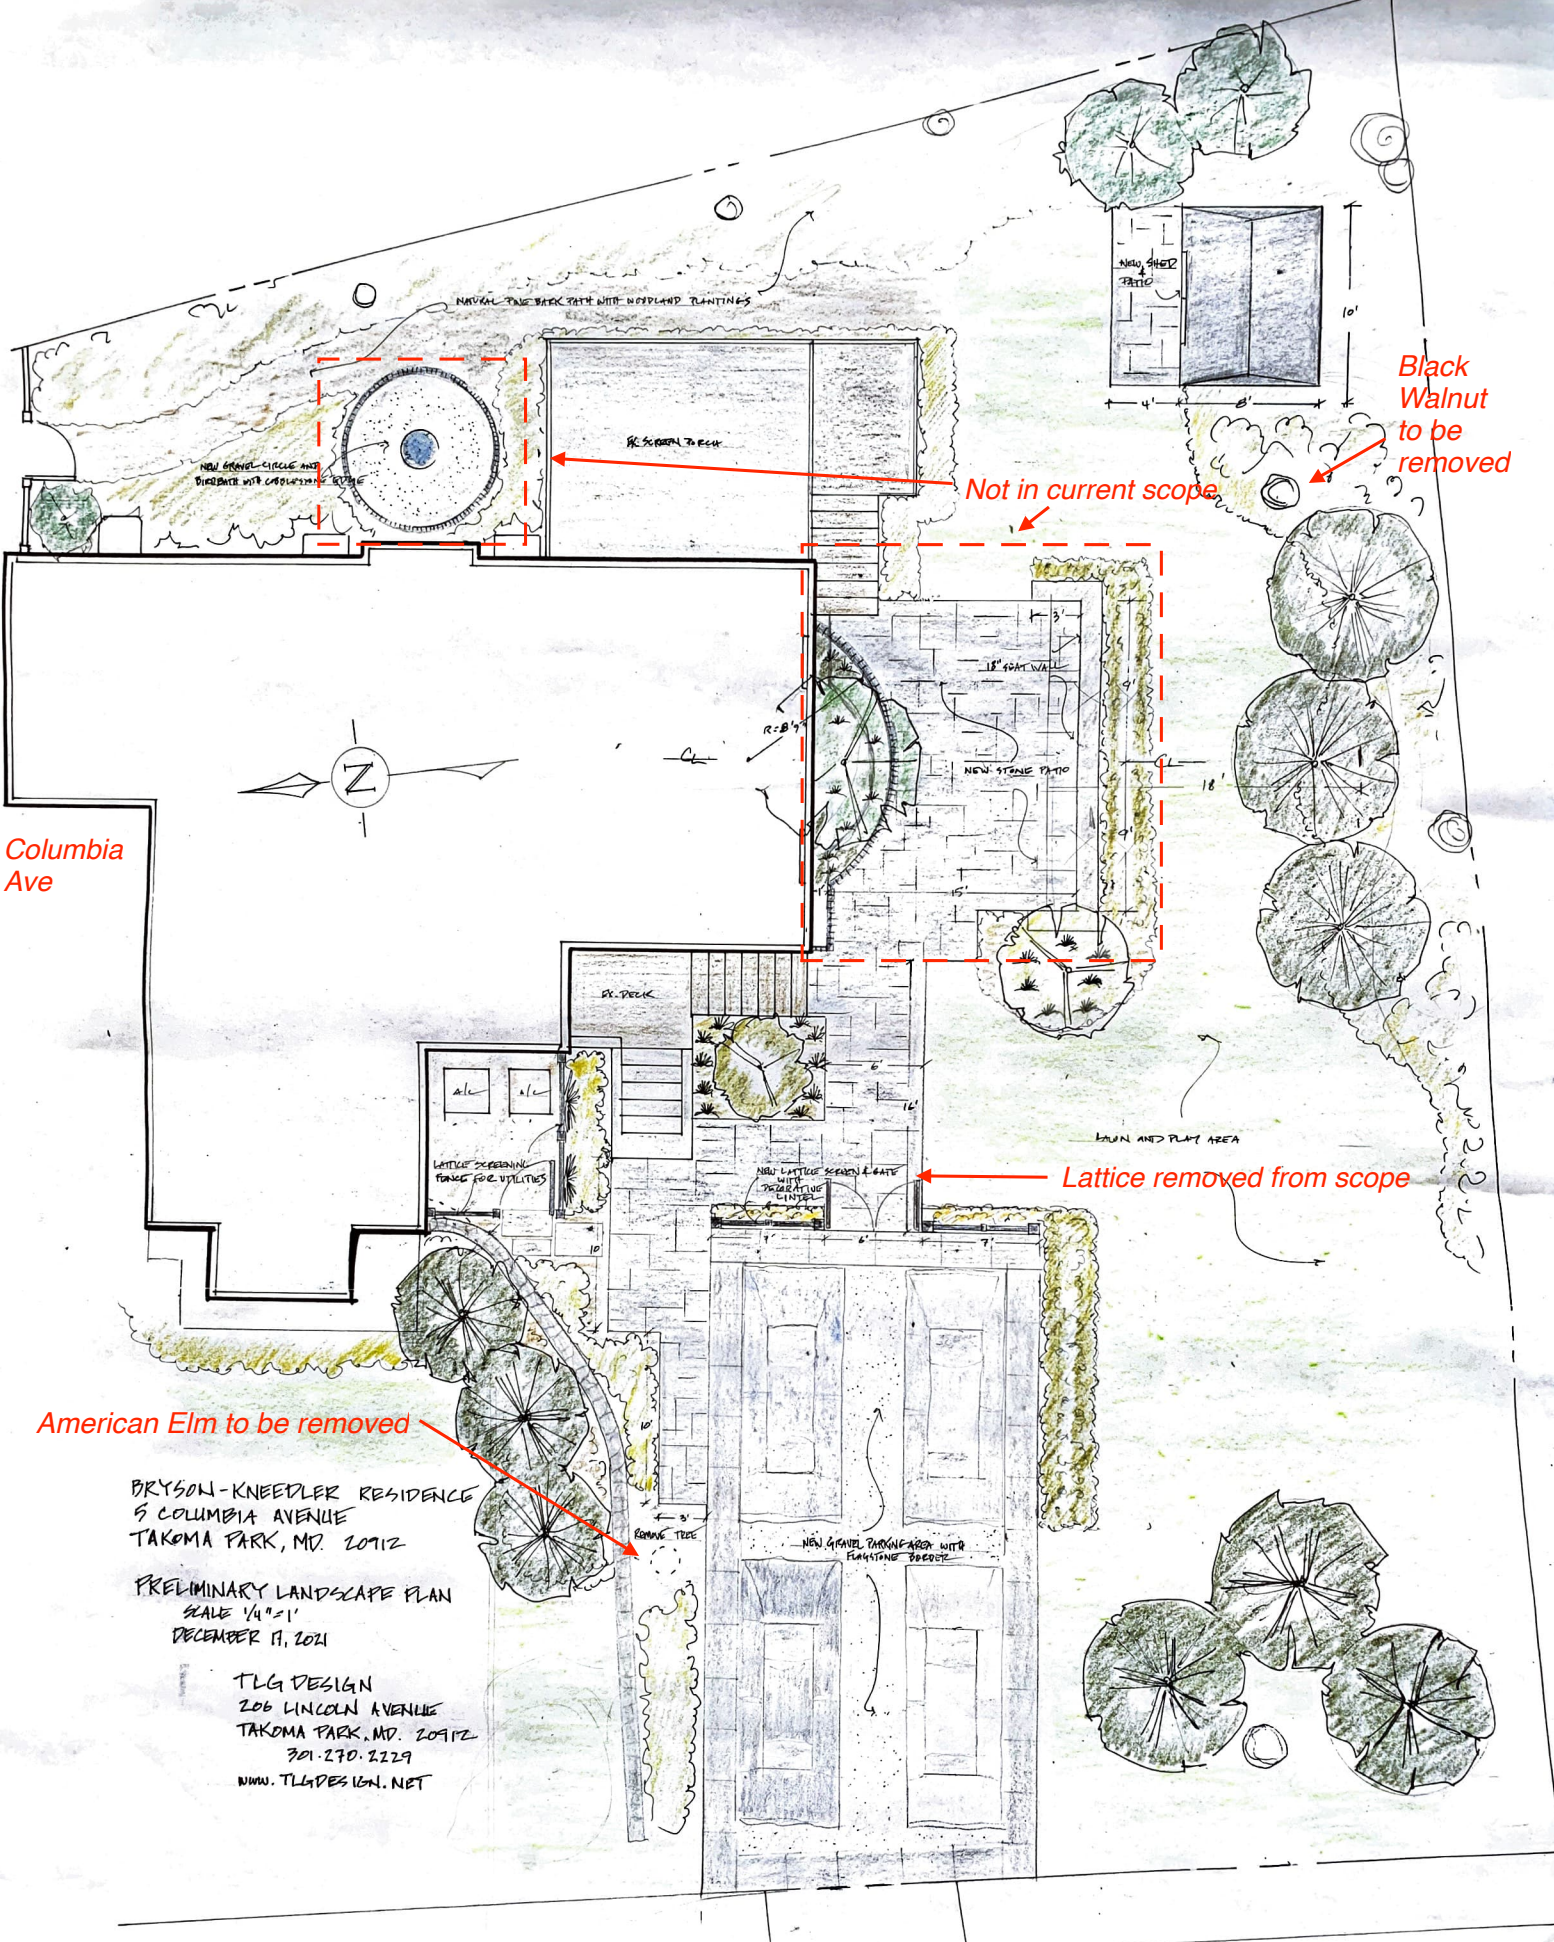 NATURAL PINE BARK PATH WITH WOODLAND PLANTINGS
NEW SHED
&
PATIO
10'
4'
8'
Black
Walnut
to be
removed
EX. SCREEN PORCH
NEW GRAVEL CIRCLE AND
BIRDBATH WITH COBBLESTONE EDGE
Not in current scope
3'
18" SEAT WALL
9'
R=8'9"
CL
NEW STONE PATIO
18'
Z
9'
Columbia
Ave
15'
EX. DECK
6'
A/C
A/C
16'
LAWN AND PLAY AREA
LATTICE SCREENING
FENCE FOR UTILITIES
NEW LATTICE SCREEN & GATE
WITH
DECORATIVE
LINTEL
Lattice removed from scope
10'
7'
6'
7'
American Elm to be removed
10'
3'
REMOVE TREE
NEW GRAVEL PARKING AREA WITH
FLAGSTONE BORDER
BRYSON-KNEEDLER RESIDENCE
5 COLUMBIA AVENUE
TAKOMA PARK, MD. 20912
PRELIMINARY LANDSCAPE PLAN
SCALE 1/4"=1'
DECEMBER 17, 2021
TLG DESIGN
206 LINCOLN AVENUE
TAKOMA PARK, MD. 20912
301.270.2229
WWW.TLGDESIGN.NET